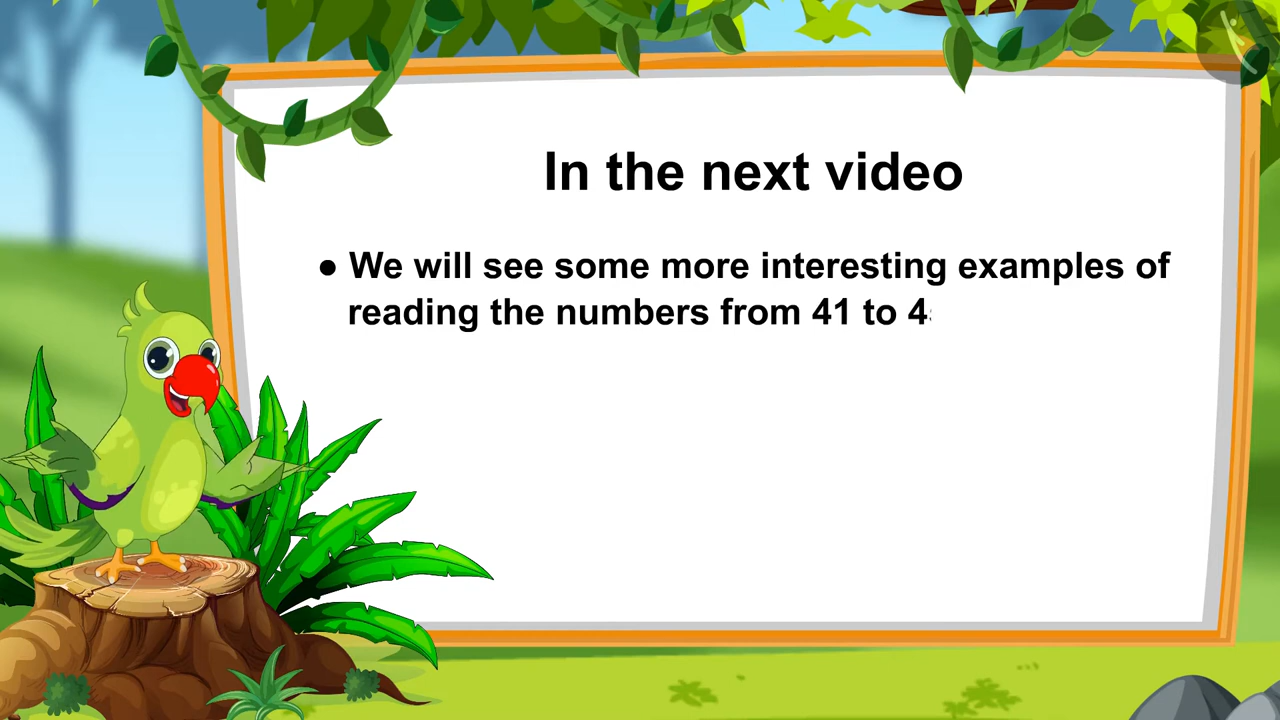 In the next video
● We will see some more interesting examples of
reading the numbers from 41 to 4